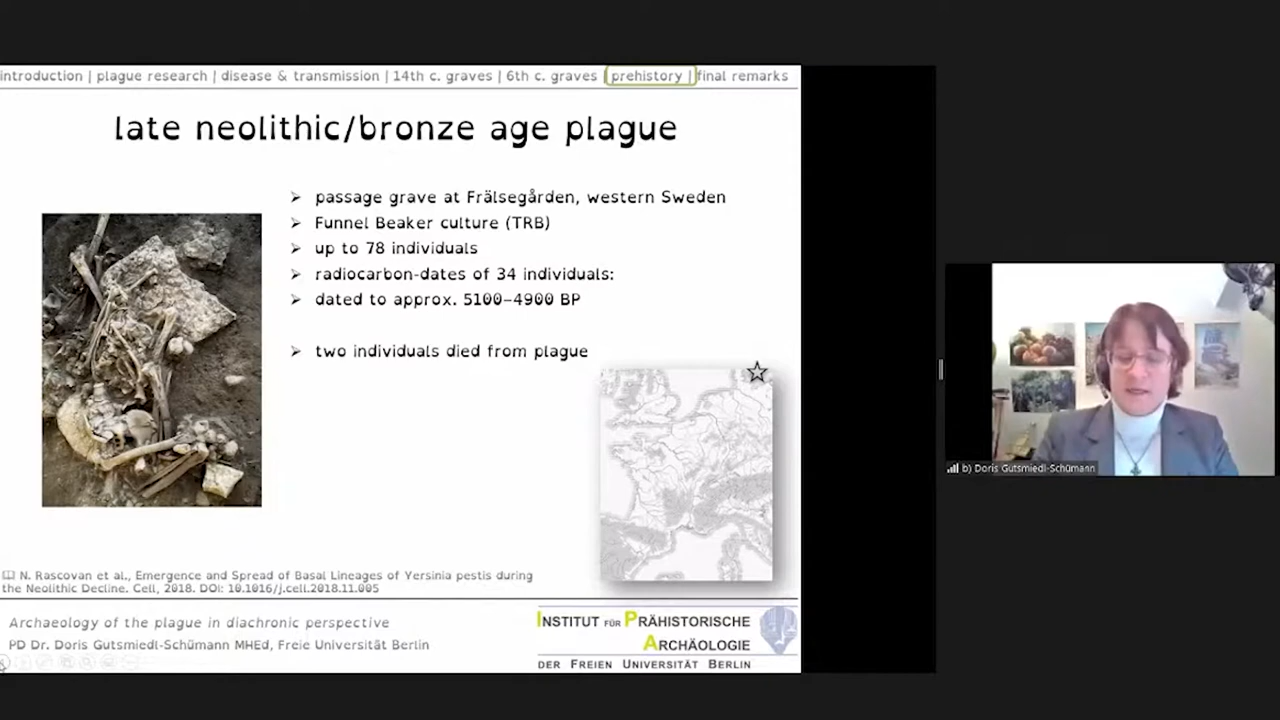 introduction | plague research | disease & transmission | 14th c. graves | 6th c. graves | prehistory | final remarks
late neolithic/bronze age plague
➢ passage grave at Frälsegården, western Sweden
➢ Funnel Beaker culture (TRB)
➢ up to 78 individuals
➢ radiocarbon-dates of 34 individuals:
➢ dated to approx. 5100–4900 BP
➢ two individuals died from plague
N. Rascovan et al., Emergence and Spread of Basal Lineages of Yersinia pestis during
the Neolithic Decline. Cell, 2018. DOI: 10.1016/j.cell.2018.11.005
Archaeology of the plague in diachronic perspective
PD Dr. Doris Gutsmiedl-Schümann MHEd, Freie Universität Berlin
INSTITUT FÜR PRÄHISTORISCHE
ARCHÄOLOGIE
DER FREIEN UNIVERSITÄT BERLIN
b) Doris Gutsmiedl-Schümann